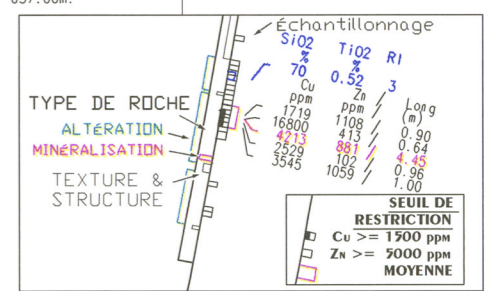 Échantillonnage
SiO2 TiO2 RI
% %
70 0.52 3
Cu Zn Long
ppm ppm (m)
1719 1108 / 0.90
16800 413 / 0.64
4213 881 / 4.45
2529 102 / 0.96
3545 1059 / 1.00
TYPE DE ROCHE
ALTÉRATION
MINÉRALISATION
TEXTURE &
STRUCTURE
SEUIL DE
RESTRICTION
Cu >= 1500 ppm
Zn >= 5000 ppm
MOYENNE